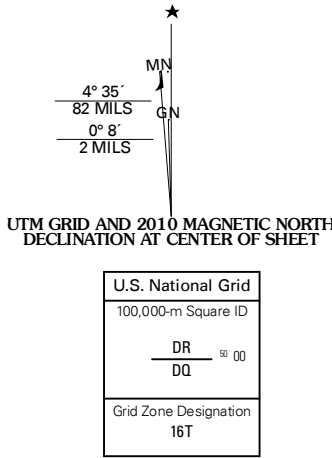 ★
MN
4° 35´
82 MILS
GN
0° 8´
2 MILS
UTM GRID AND 2010 MAGNETIC NORTH
DECLINATION AT CENTER OF SHEET
U.S. National Grid
100,000-m Square ID
DR
50 00
DQ
Grid Zone Designation
16T